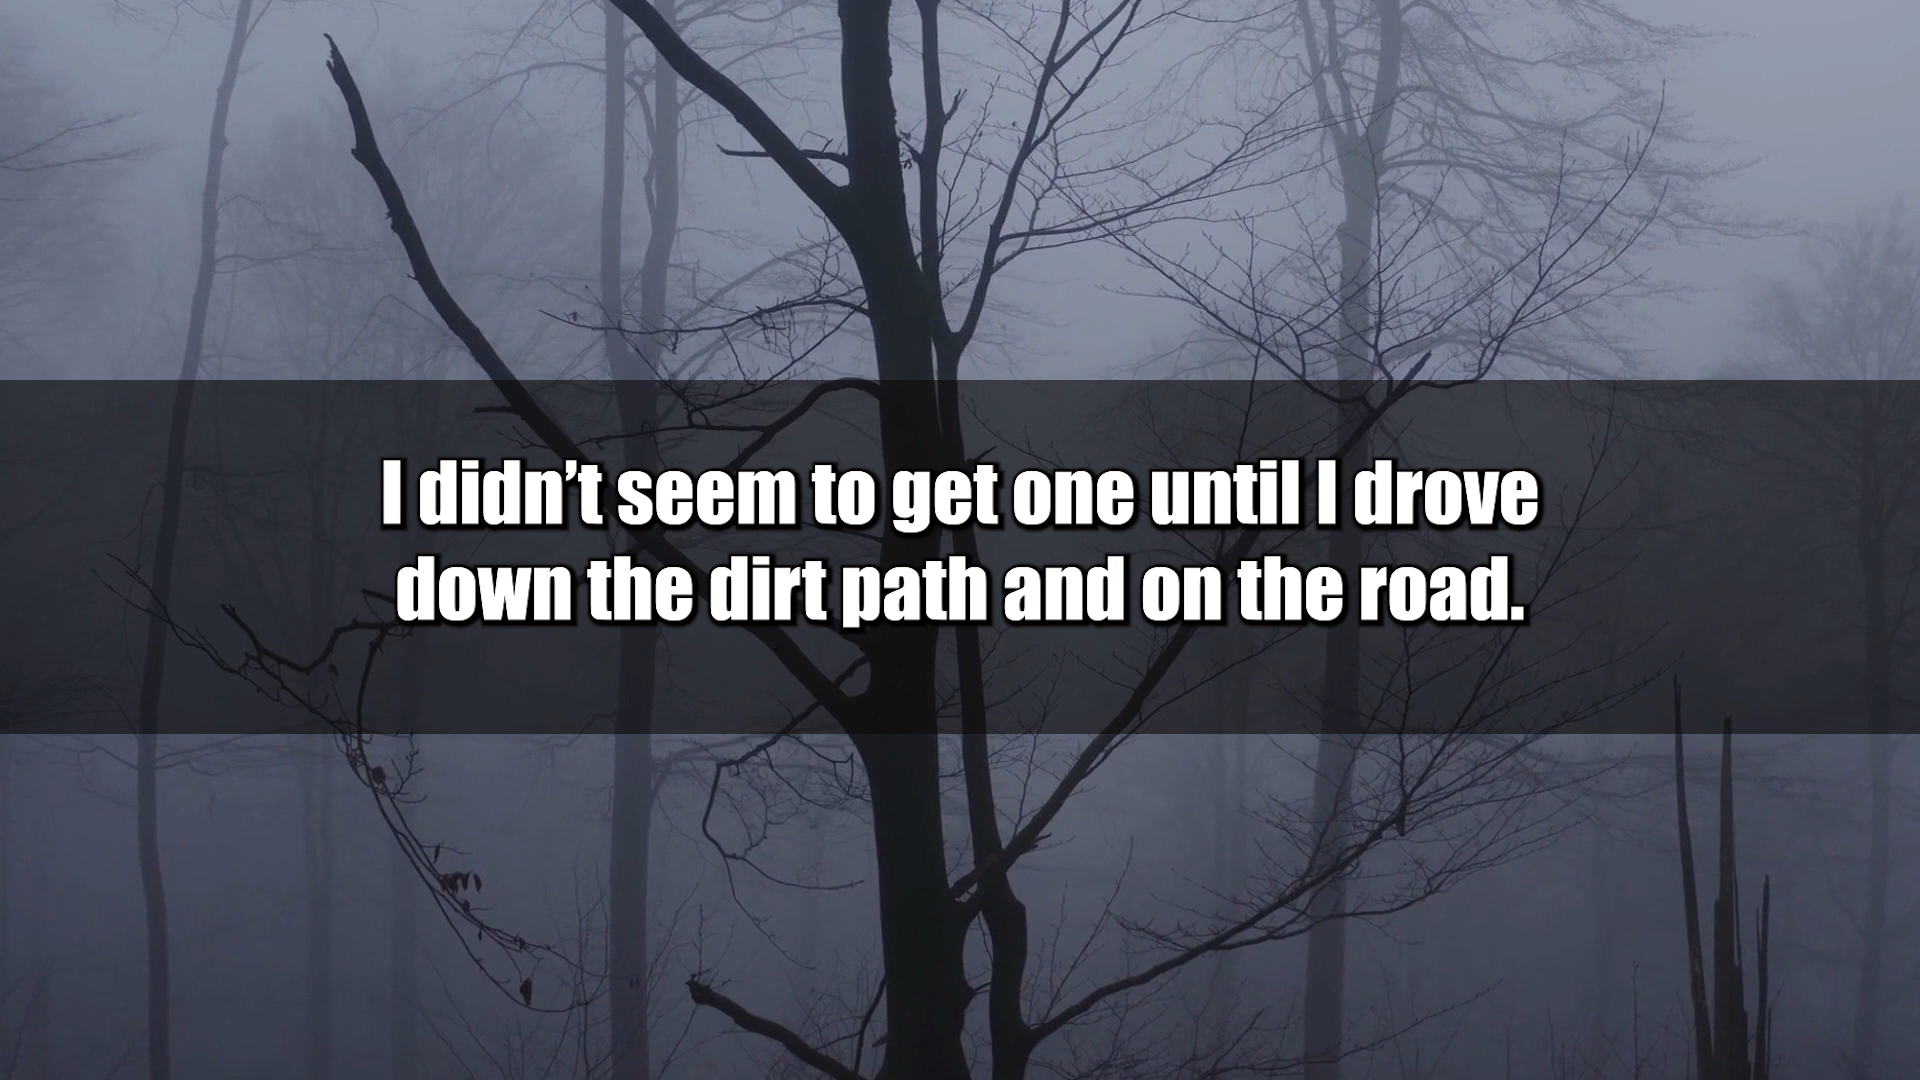 I didn’t seem to get one until I drove
down the dirt path and on the road.